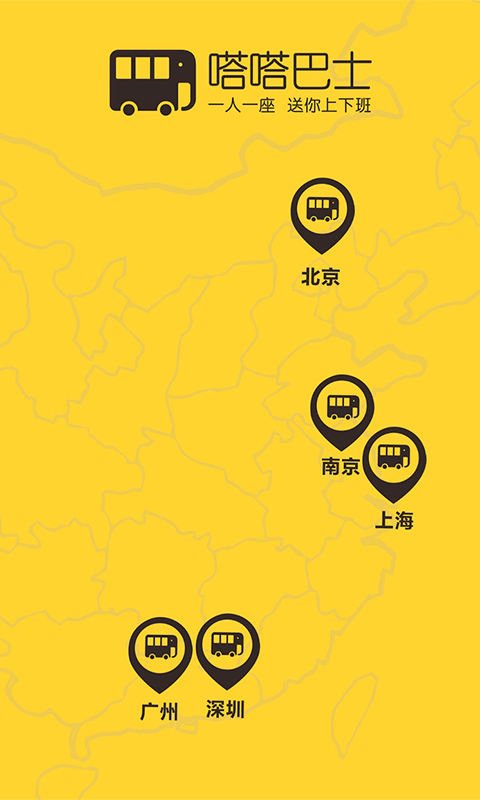 嗒嗒巴士
一人一座 送你上下班
北京
南京
上海
广州
深圳